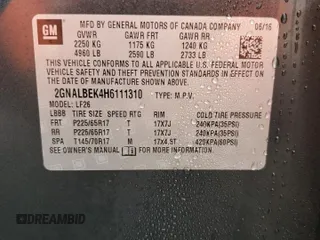 GM
MFD BY GENERAL MOTORS OF CANADA COMPANY 06/16
GVWR GAWR FRT GAWR RR
2250 KG 1175 KG 1240 KG
4960 LB 2590 LB 2733 LB
THIS VEHICLE CONFORMS TO ALL APPLICABLE U.S. FEDERAL
MOTOR VEHICLE SAFETY, BUMPER, AND THEFT PREVENTION
STANDARDS IN EFFECT ON THE DATE OF MANUFACTURE
SHOWN ABOVE.
2GNALBEK4H6111310 TYPE: M.P.V.
MODEL: LF26
LBBB TIRE SIZE SPEED RTG RIM COLD TIRE PRESSURE
FRT P225/65R17 T 17X7J 240KPA(35PSI)
RR P225/65R17 T 17X7J 240KPA(35PSI)
SPA T145/70R17 M 17X4.5T 420KPA(60PSI)
SEE OWNER'S MANUAL
DREAMBID